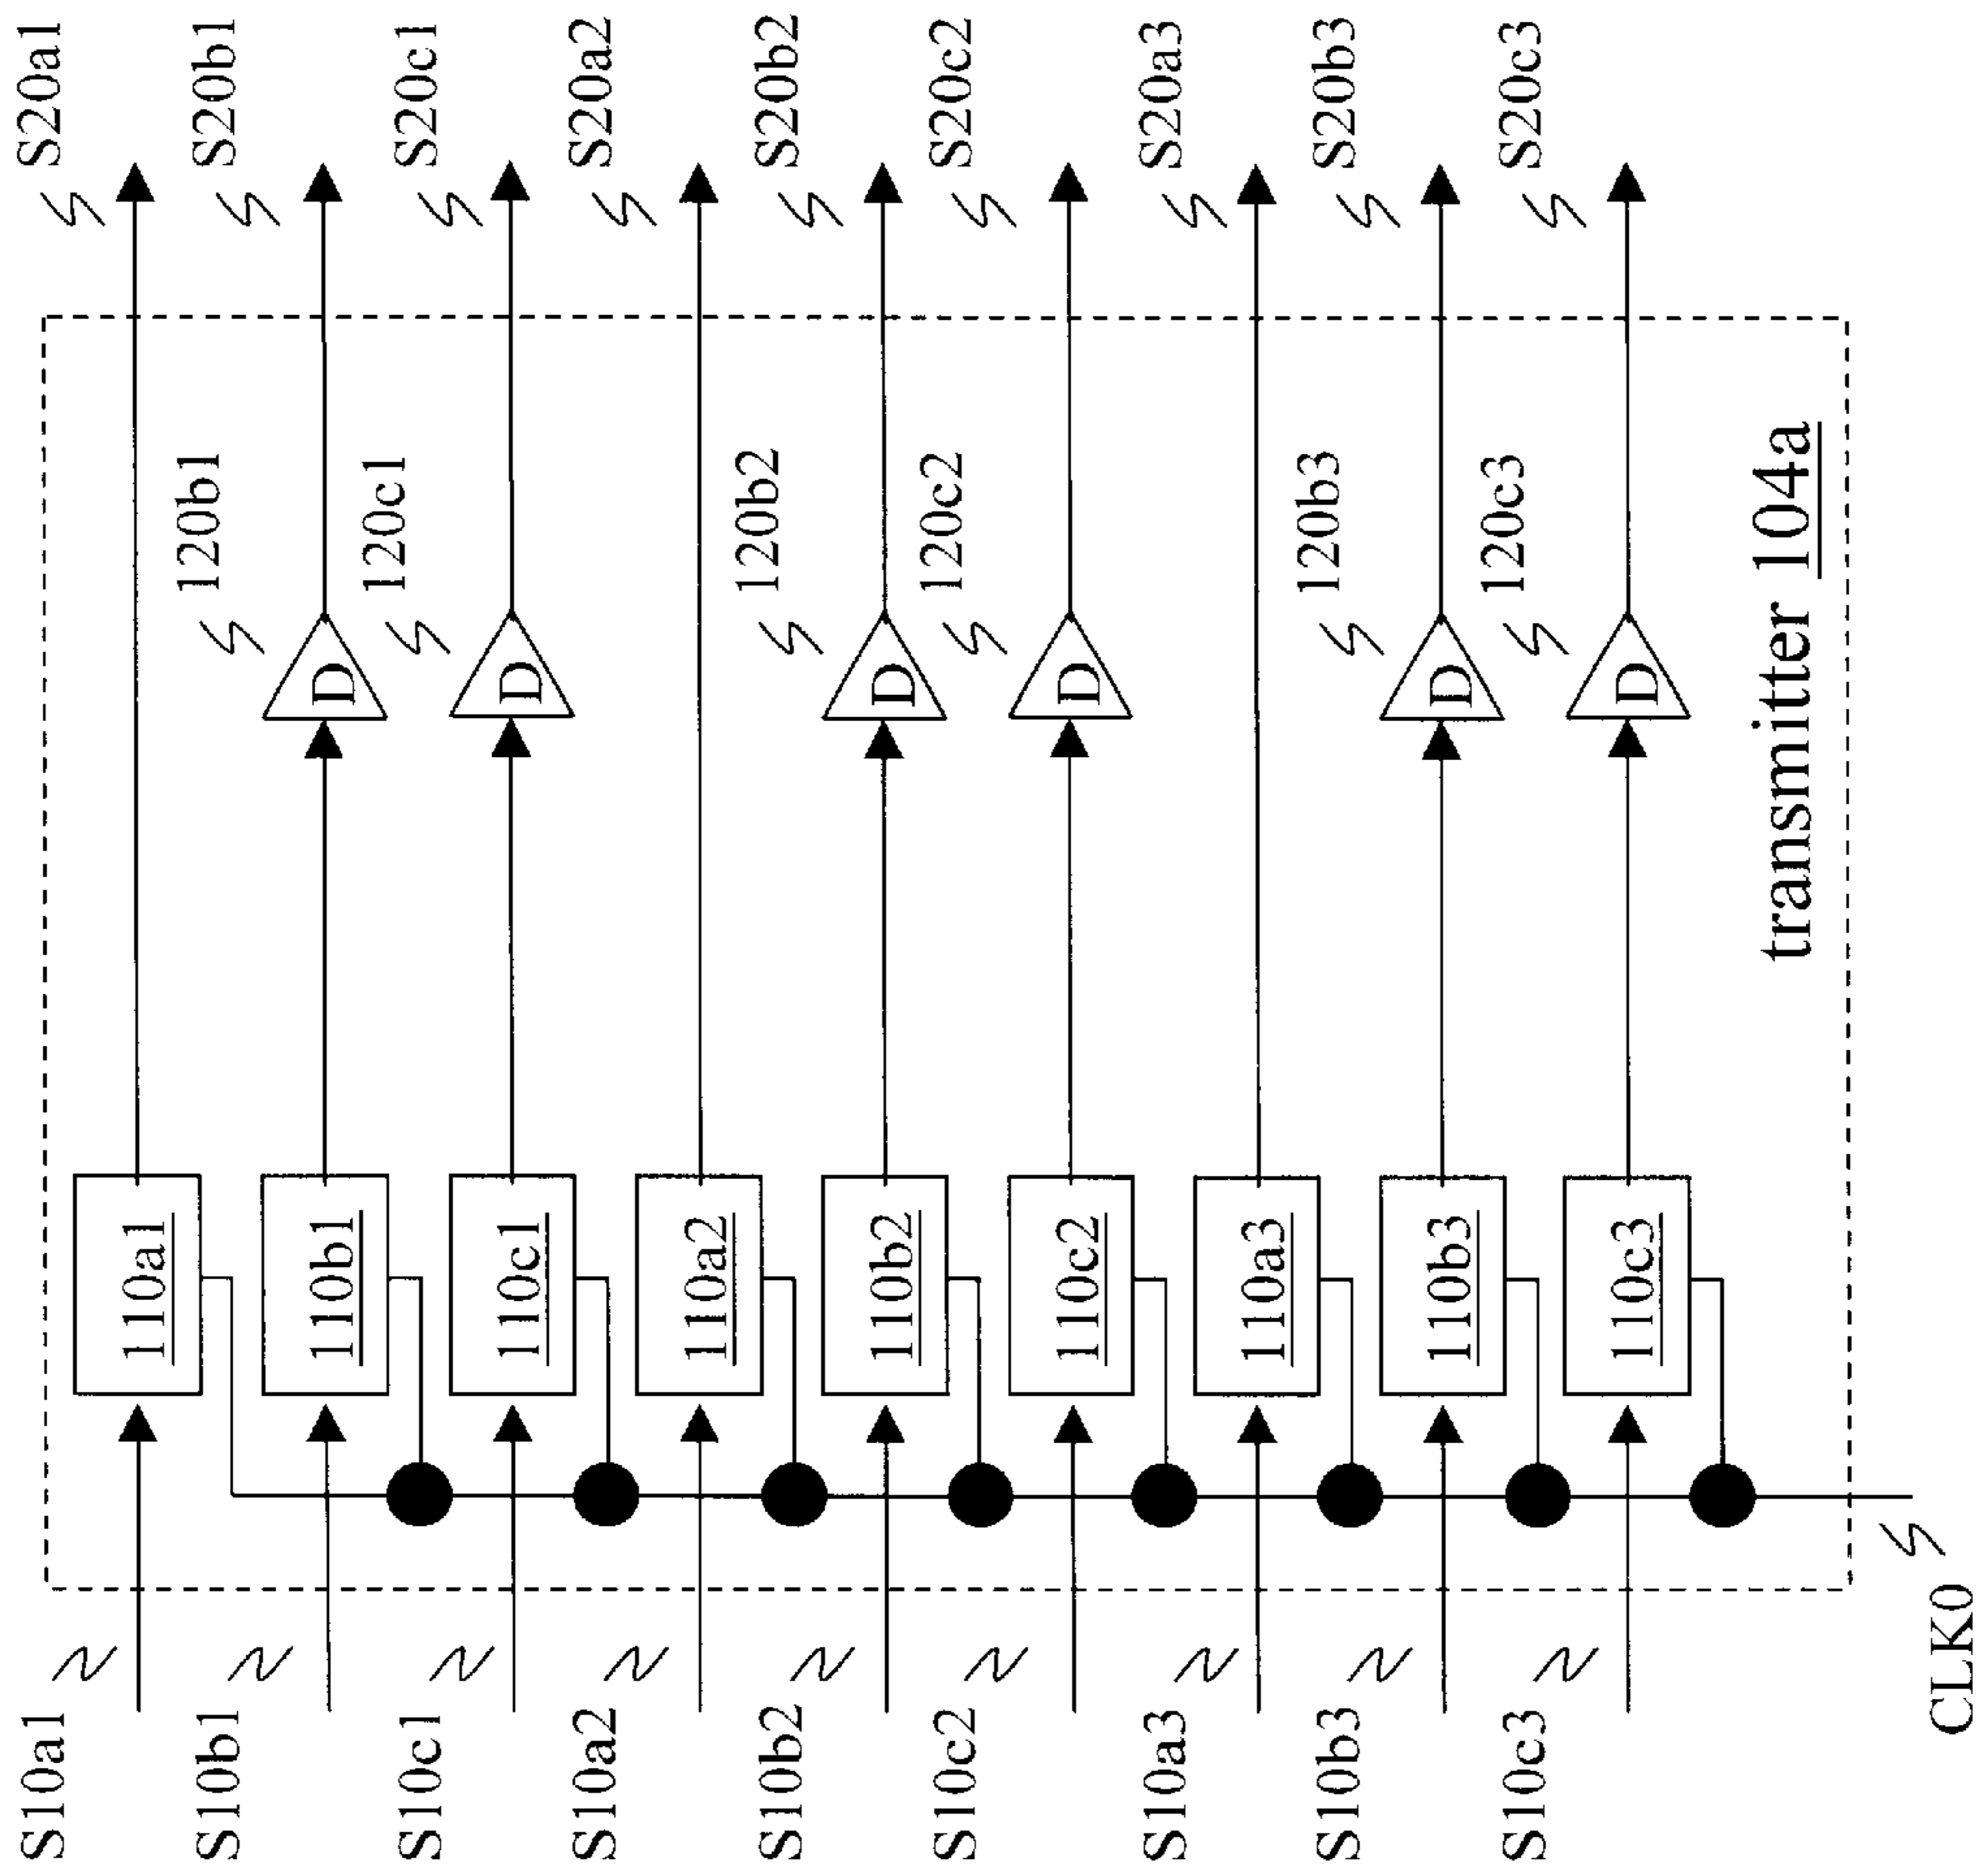 S10a1
110a1
S20a1
S10b1
110b1
D
120b1
S20b1
S10c1
110c1
D
120c1
S20c1
S10a2
110a2
S20a2
S10b2
110b2
D
120b2
S20b2
S10c2
110c2
D
120c2
S20c2
S10a3
110a3
S20a3
S10b3
110b3
D
120b3
S20b3
S10c3
110c3
D
120c3
S20c3
transmitter 104a
CLK0